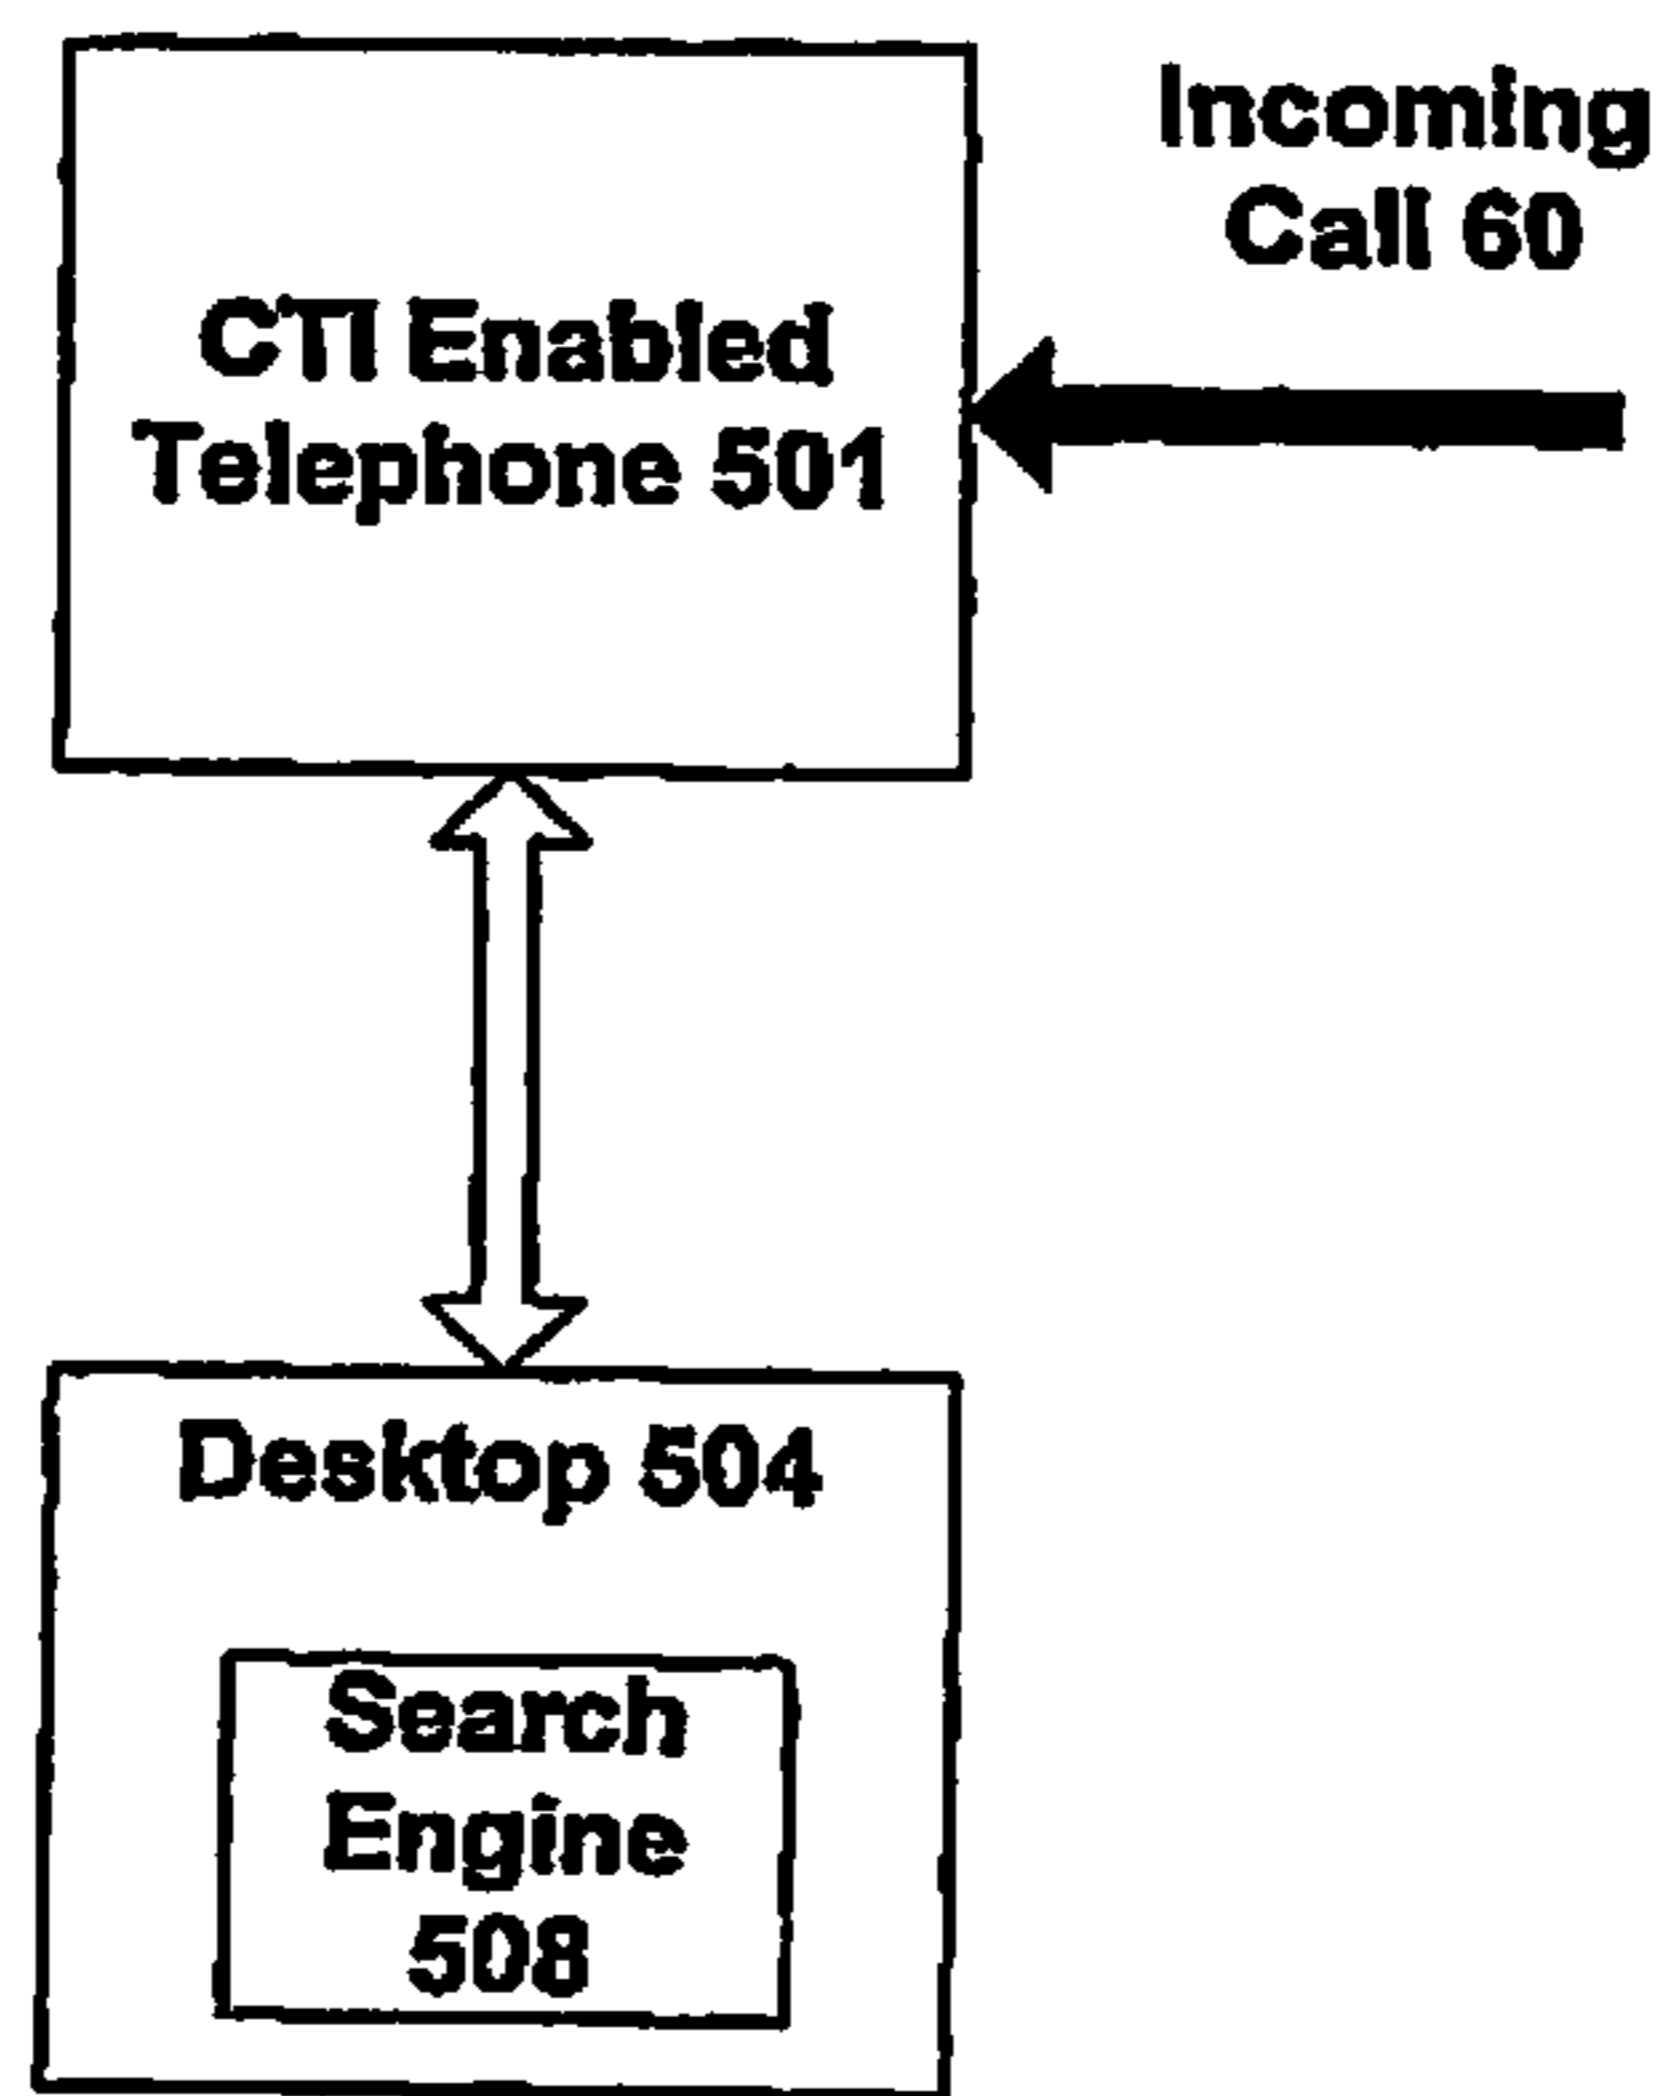 Incoming
Call 60
CTI Enabled
Telephone 501
Desktop 504
Search
Engine
508